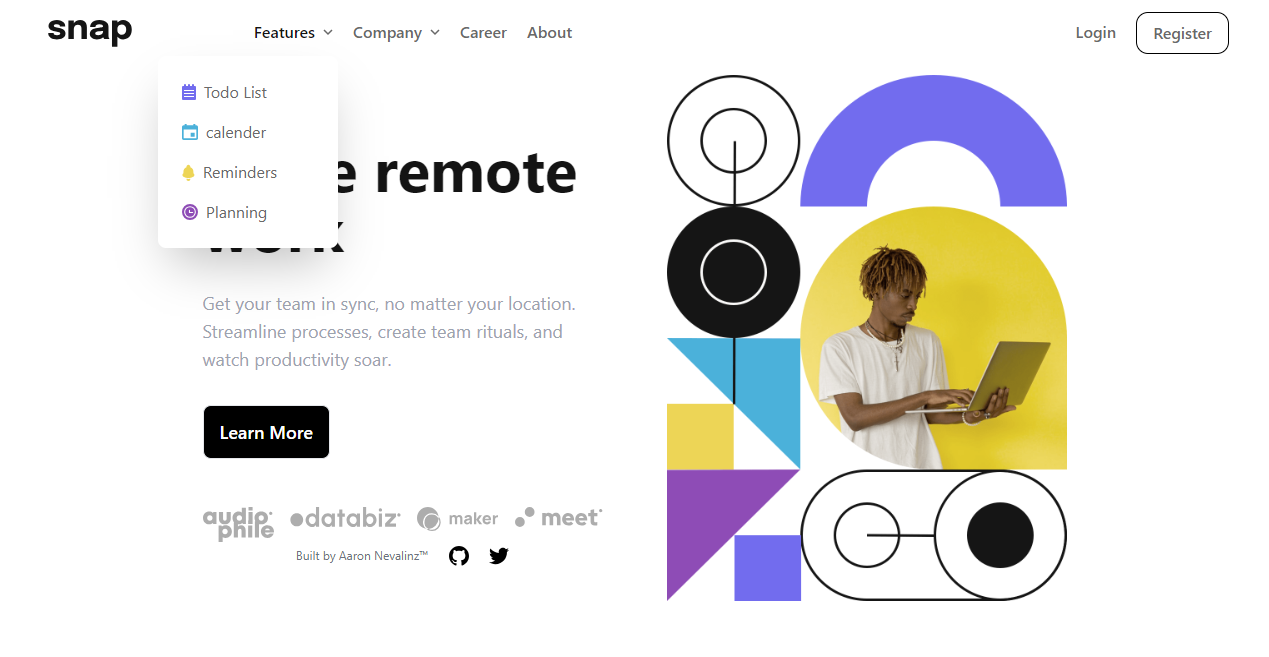 snap
Features
Company
Career
About
Login
Register
Todo List
calender
Reminders
Planning
remote
Get your team in sync, no matter your location.
Streamline processes, create team rituals, and
watch productivity soar.
Learn More
audiophile
databiz
maker
meet
Built by Aaron Nevalinz™